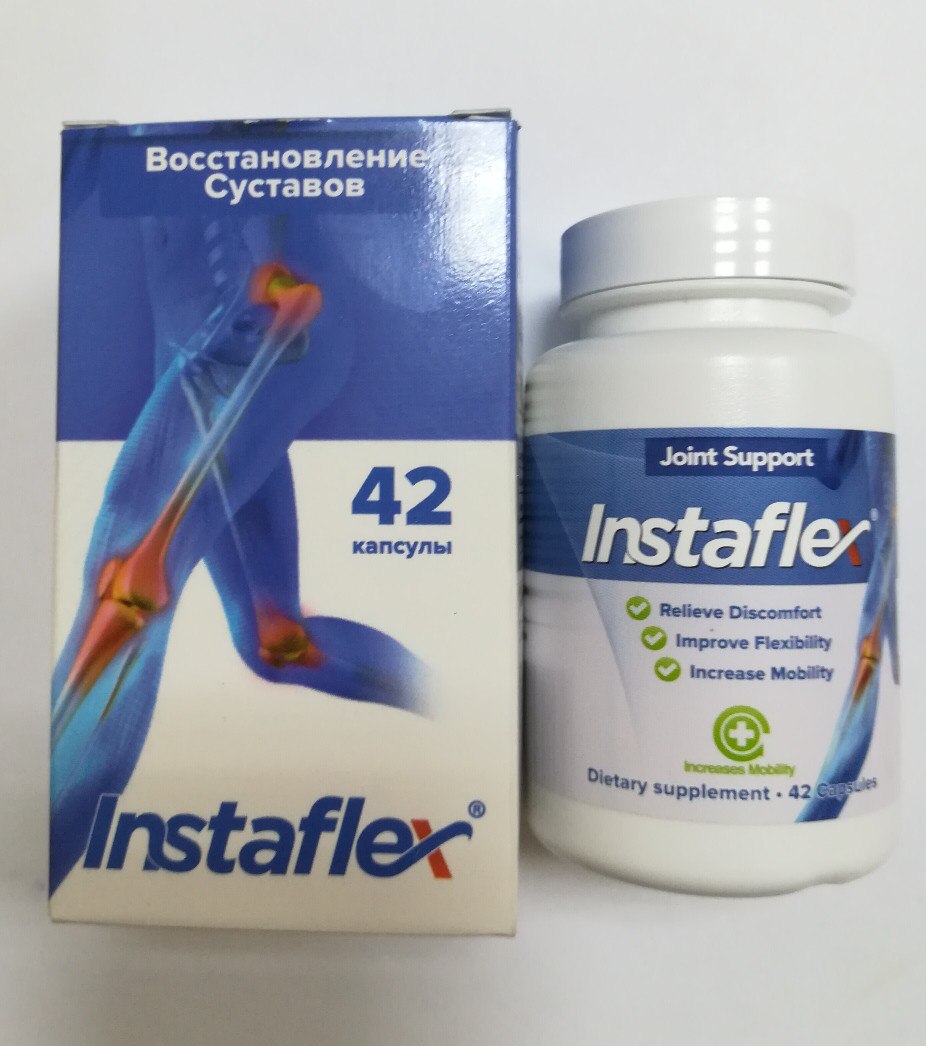 Восстановление
Суставов
42
капсулы
Instaflex®
Joint Support
Instaflex®
Relieve Discomfort
Improve Flexibility
Increase Mobility
Increases Mobility
Dietary supplement • 42 Capsules